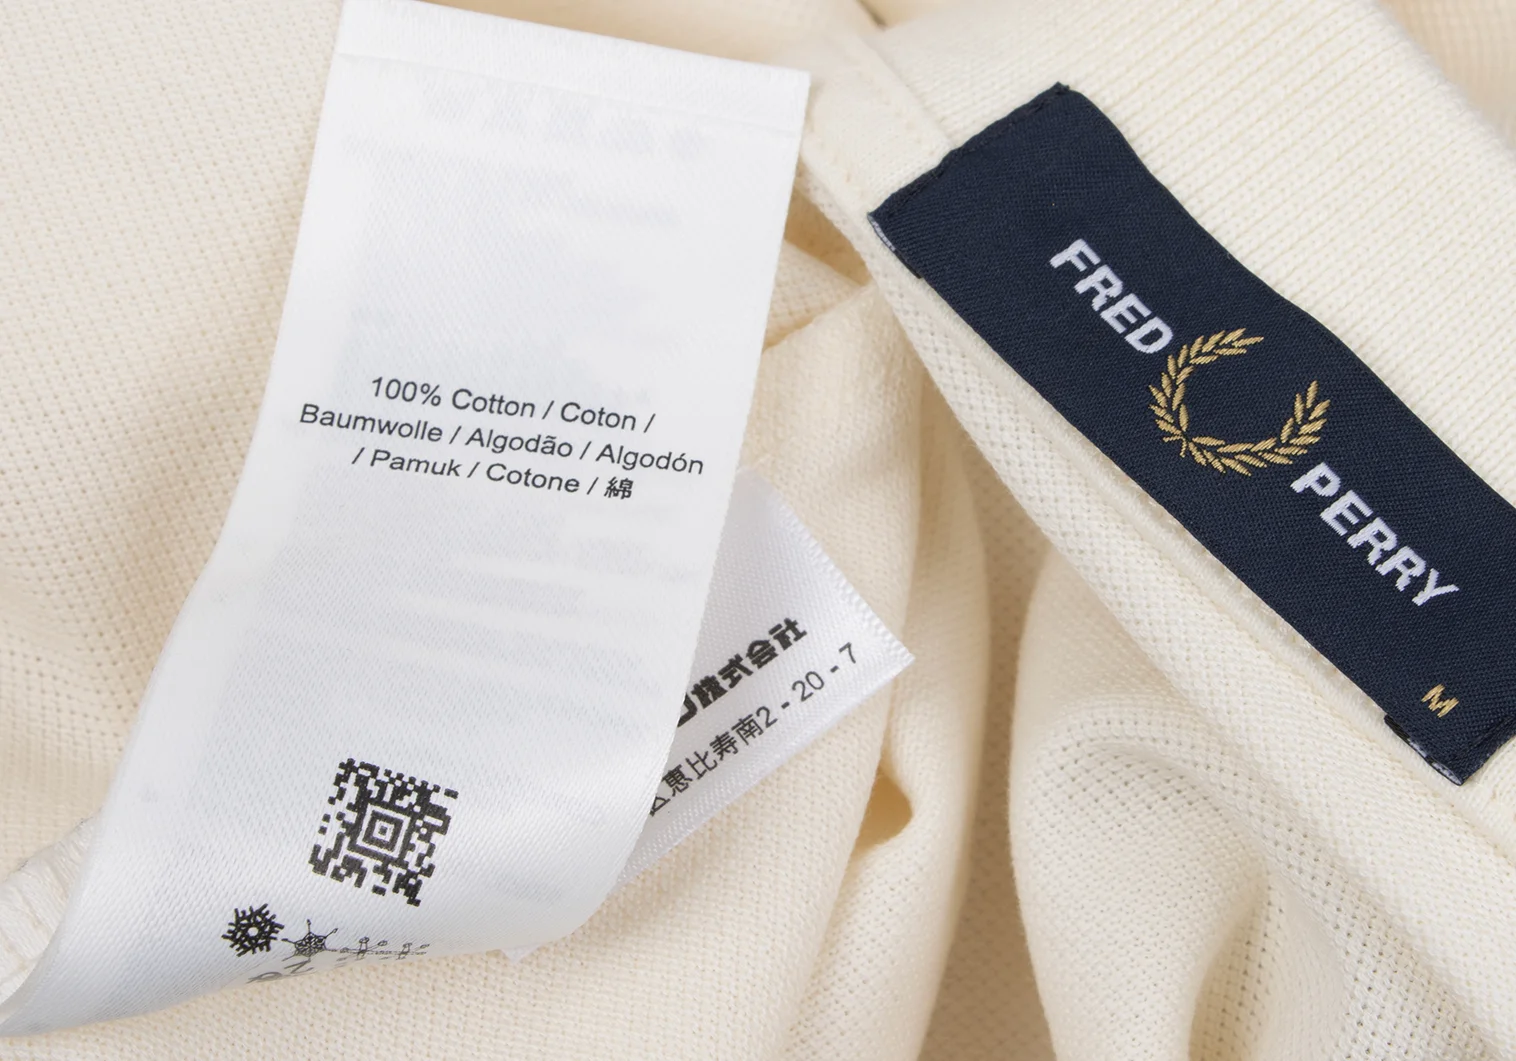 100% Cotton / Coton /
Baumwolle / Algodão / Algodón
/ Pamuk / Cotone / 綿
株式会社
恵比寿南2 - 20 - 7
FRED PERRY
M